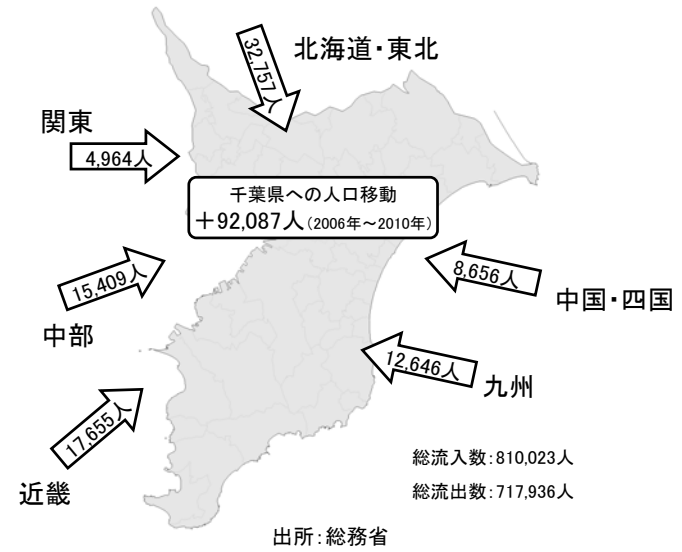 北海道・東北
32,757人
関東
4,964人
千葉県への人口移動
＋92,087人（2006年～2010年）
15,409人
中部
8,656人
中国・四国
12,646人
九州
17,655人
近畿
総流入数：810,023人
総流出数：717,936人
出所：総務省